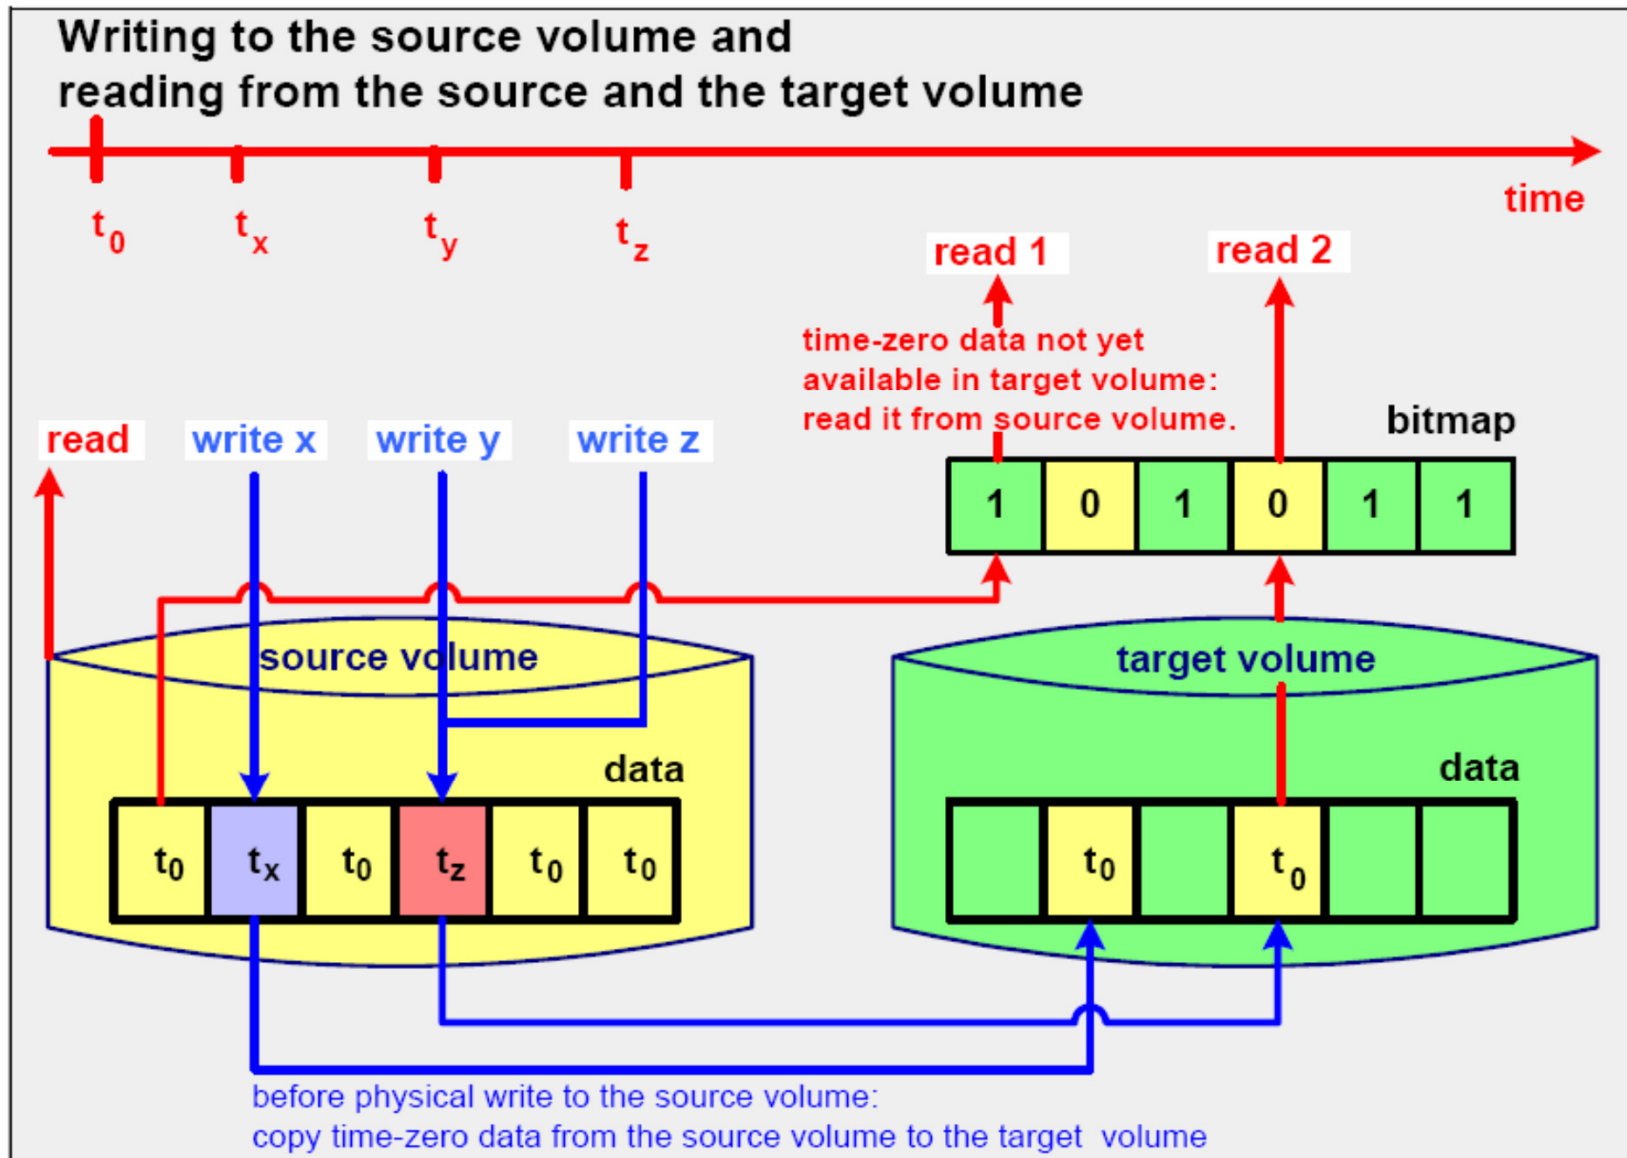 Writing to the source volume and
reading from the source and the target volume
t0 tx ty tz
time
read 1 read 2
time-zero data not yet
available in target volume:
read it from source volume.
bitmap
read write x write y write z
1 0 1 0 1 1
source volume
target volume
data
data
t0 tx t0 tz t0 t0
t0 t0
before physical write to the source volume:
copy time-zero data from the source volume to the target volume